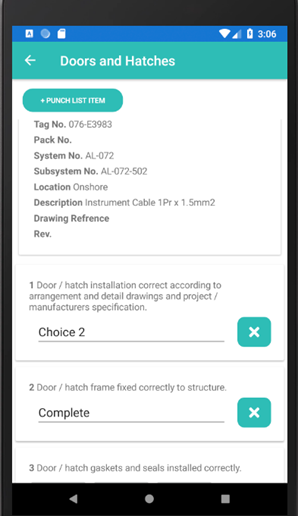 3:06
Doors and Hatches
+ PUNCH LIST ITEM
Tag No. 076-E3983
Pack No.
System No. AL-072
Subsystem No. AL-072-502
Location Onshore
Description Instrument Cable 1Pr x 1.5mm2
Drawing Refrence
Rev.
1 Door / hatch installation correct according to
arrangement and detail drawings and project /
manufacturers specification.
Choice 2
2 Door / hatch frame fixed correctly to structure.
Complete
3 Door / hatch gaskets and seals installed correctly.